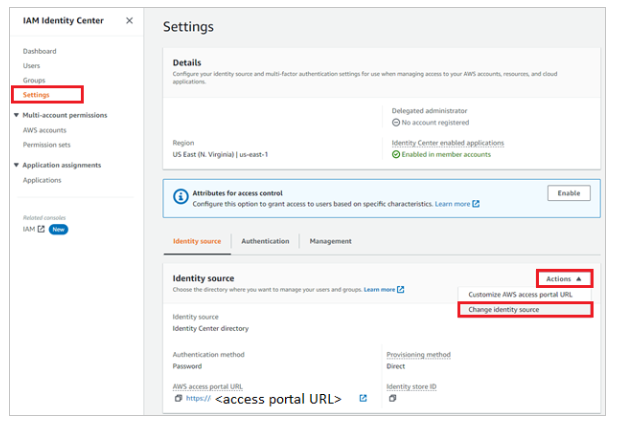 IAM Identity Center
Dashboard
Users
Groups
Settings
Multi-account permissions
AWS accounts
Permission sets
Application assignments
Applications
Related consoles
IAM New
Settings
Details
Configure your identity source and multi-factor authentication settings for use when managing access to your AWS accounts, resources, and cloud
applications.
Delegated administrator
No account registered
Region
US East (N. Virginia) | us-east-1
Identity Center enabled applications
Enabled in member accounts
Attributes for access control
Configure this option to grant access to users based on specific characteristics. Learn more
Enable
Identity source Authentication Management
Identity source
Choose the directory where you want to manage your users and groups. Learn more
Actions
Customize AWS access portal URL
Change identity source
Identity source
Identity Center directory
Authentication method
Password
Provisioning method
Direct
AWS access portal URL
https:// <access portal URL>
Identity store ID